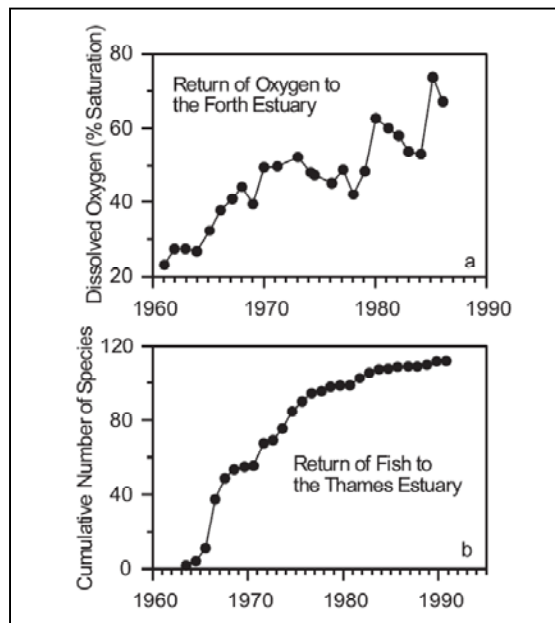 80
Return of Oxygen to
the Forth Estuary
60
40
20
a
Dissolved Oxygen (% Saturation)
1960 1970 1980 1990
120
80
40
0
Return of Fish to
the Thames Estuary
b
Cumulative Number of Species
1960 1970 1980 1990